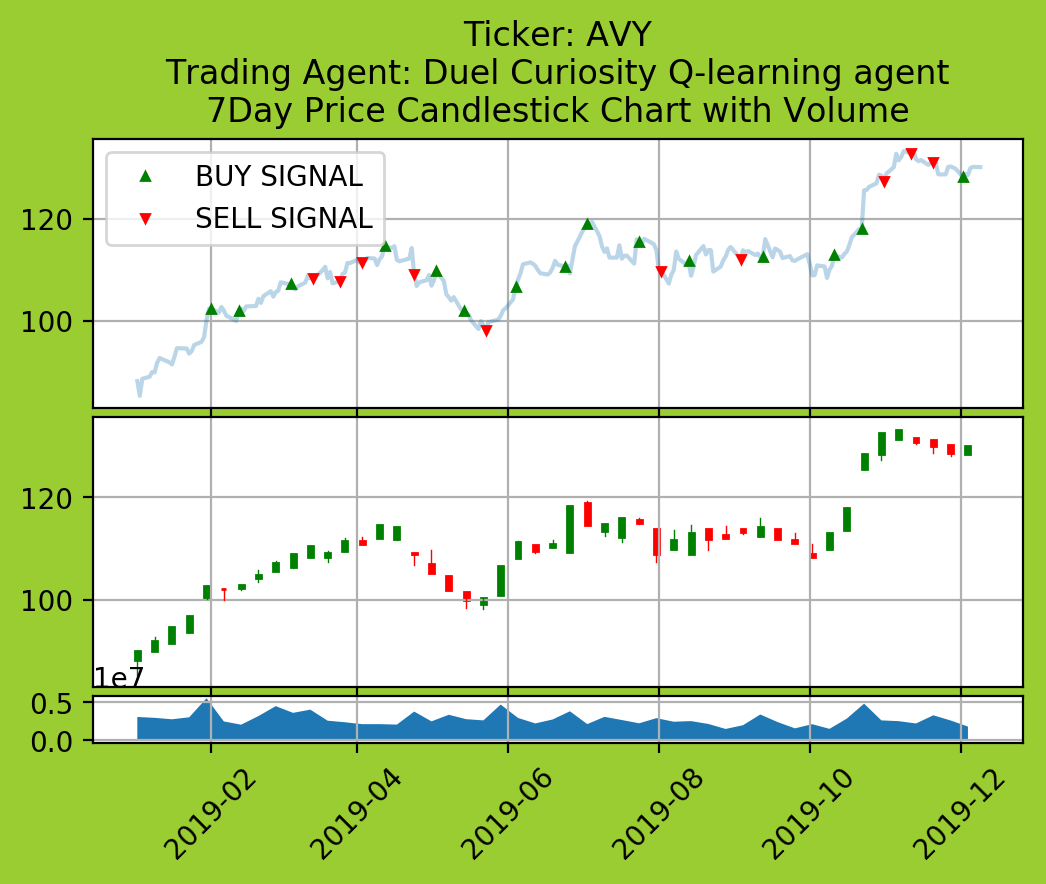 Ticker: AVY
Trading Agent: Duel Curiosity Q-learning agent
7Day Price Candlestick Chart with Volume
BUY SIGNAL
SELL SIGNAL
120
100
120
100
1e7
0.5
0.0
2019-02
2019-04
2019-06
2019-08
2019-10
2019-12